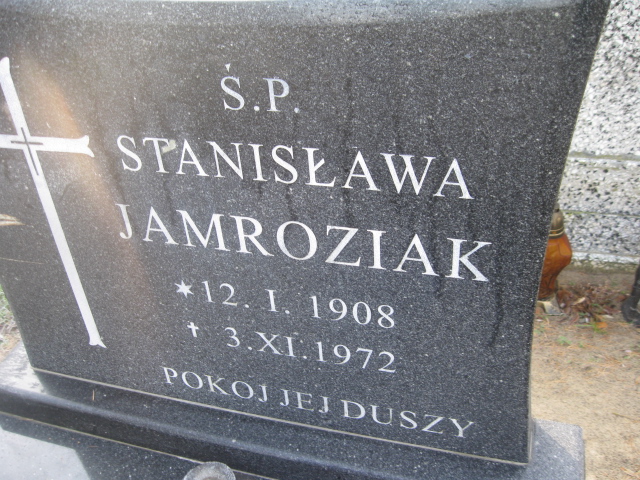 Ś.P.
STANISŁAWA
JAMROZIAK
* 12. I. 1908
✝ 3.XI.1972
POKOJ JEJ DUSZY